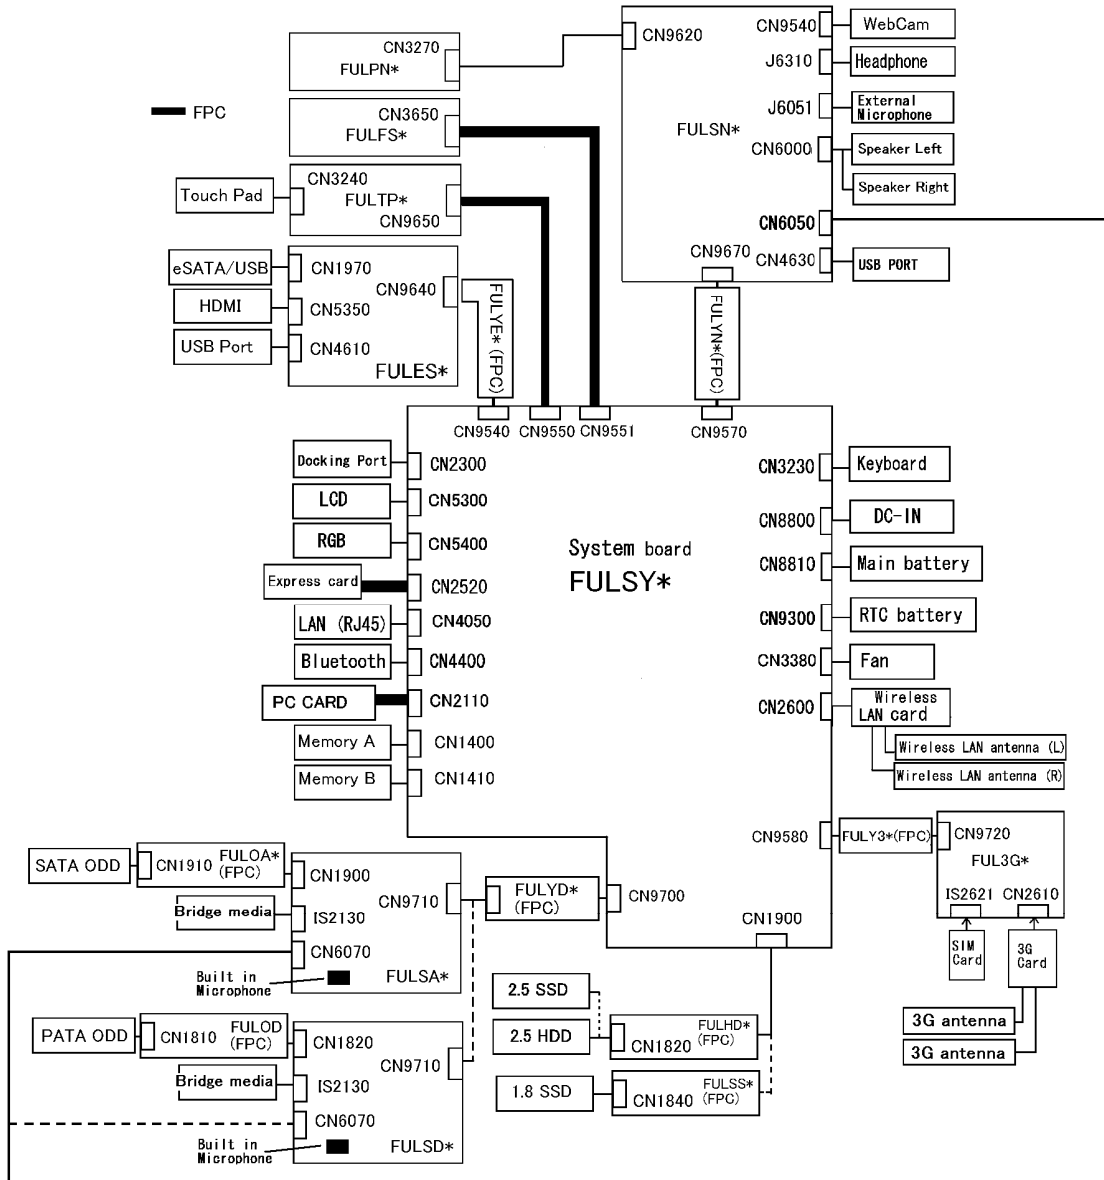 CN9620
CN9540
WebCam
CN3270
FULPN*
J6310
Headphone
FPC
CN3650
FULFS*
J6051
External
Microphone
FULSN*
CN6000
Speaker Left
Speaker Right
Touch Pad
CN3240
FULTP*
CN9650
CN6050
CN9670
CN4630
USB PORT
eSATA/USB
CN1970
CN9640
HDMI
CN5350
USB Port
CN4610
FULES*
FULYE* (FPC)
FULYN*(FPC)
CN9540
CN9550
CN9551
CN9570
Docking Port
CN2300
CN3230
Keyboard
LCD
CN5300
CN8800
DC-IN
RGB
CN5400
System board
FULSY*
CN8810
Main battery
Express card
CN2520
LAN (RJ45)
CN4050
CN9300
RTC battery
Bluetooth
CN4400
CN3380
Fan
PC CARD
CN2110
CN2600
Wireless
LAN card
Memory A
CN1400
Wireless LAN antenna (L)
Memory B
CN1410
Wireless LAN antenna (R)
CN9580
FULY3*(FPC)
CN9720
FUL3G*
IS2621
CN2610
SIM
Card
3G
Card
3G antenna
3G antenna
SATA ODD
CN1910
FULOA*
(FPC)
CN1900
CN9710
FULYD*
(FPC)
CN9700
CN1900
Bridge media
IS2130
CN6070
Built in
Microphone
FULSA*
2.5 SSD
2.5 HDD
CN1820
FULHD*
(FPC)
PATA ODD
CN1810
FULOD
(FPC)
CN1820
CN9710
Bridge media
IS2130
1.8 SSD
CN1840
FULSS*
(FPC)
CN6070
Built in
Microphone
FULSD*